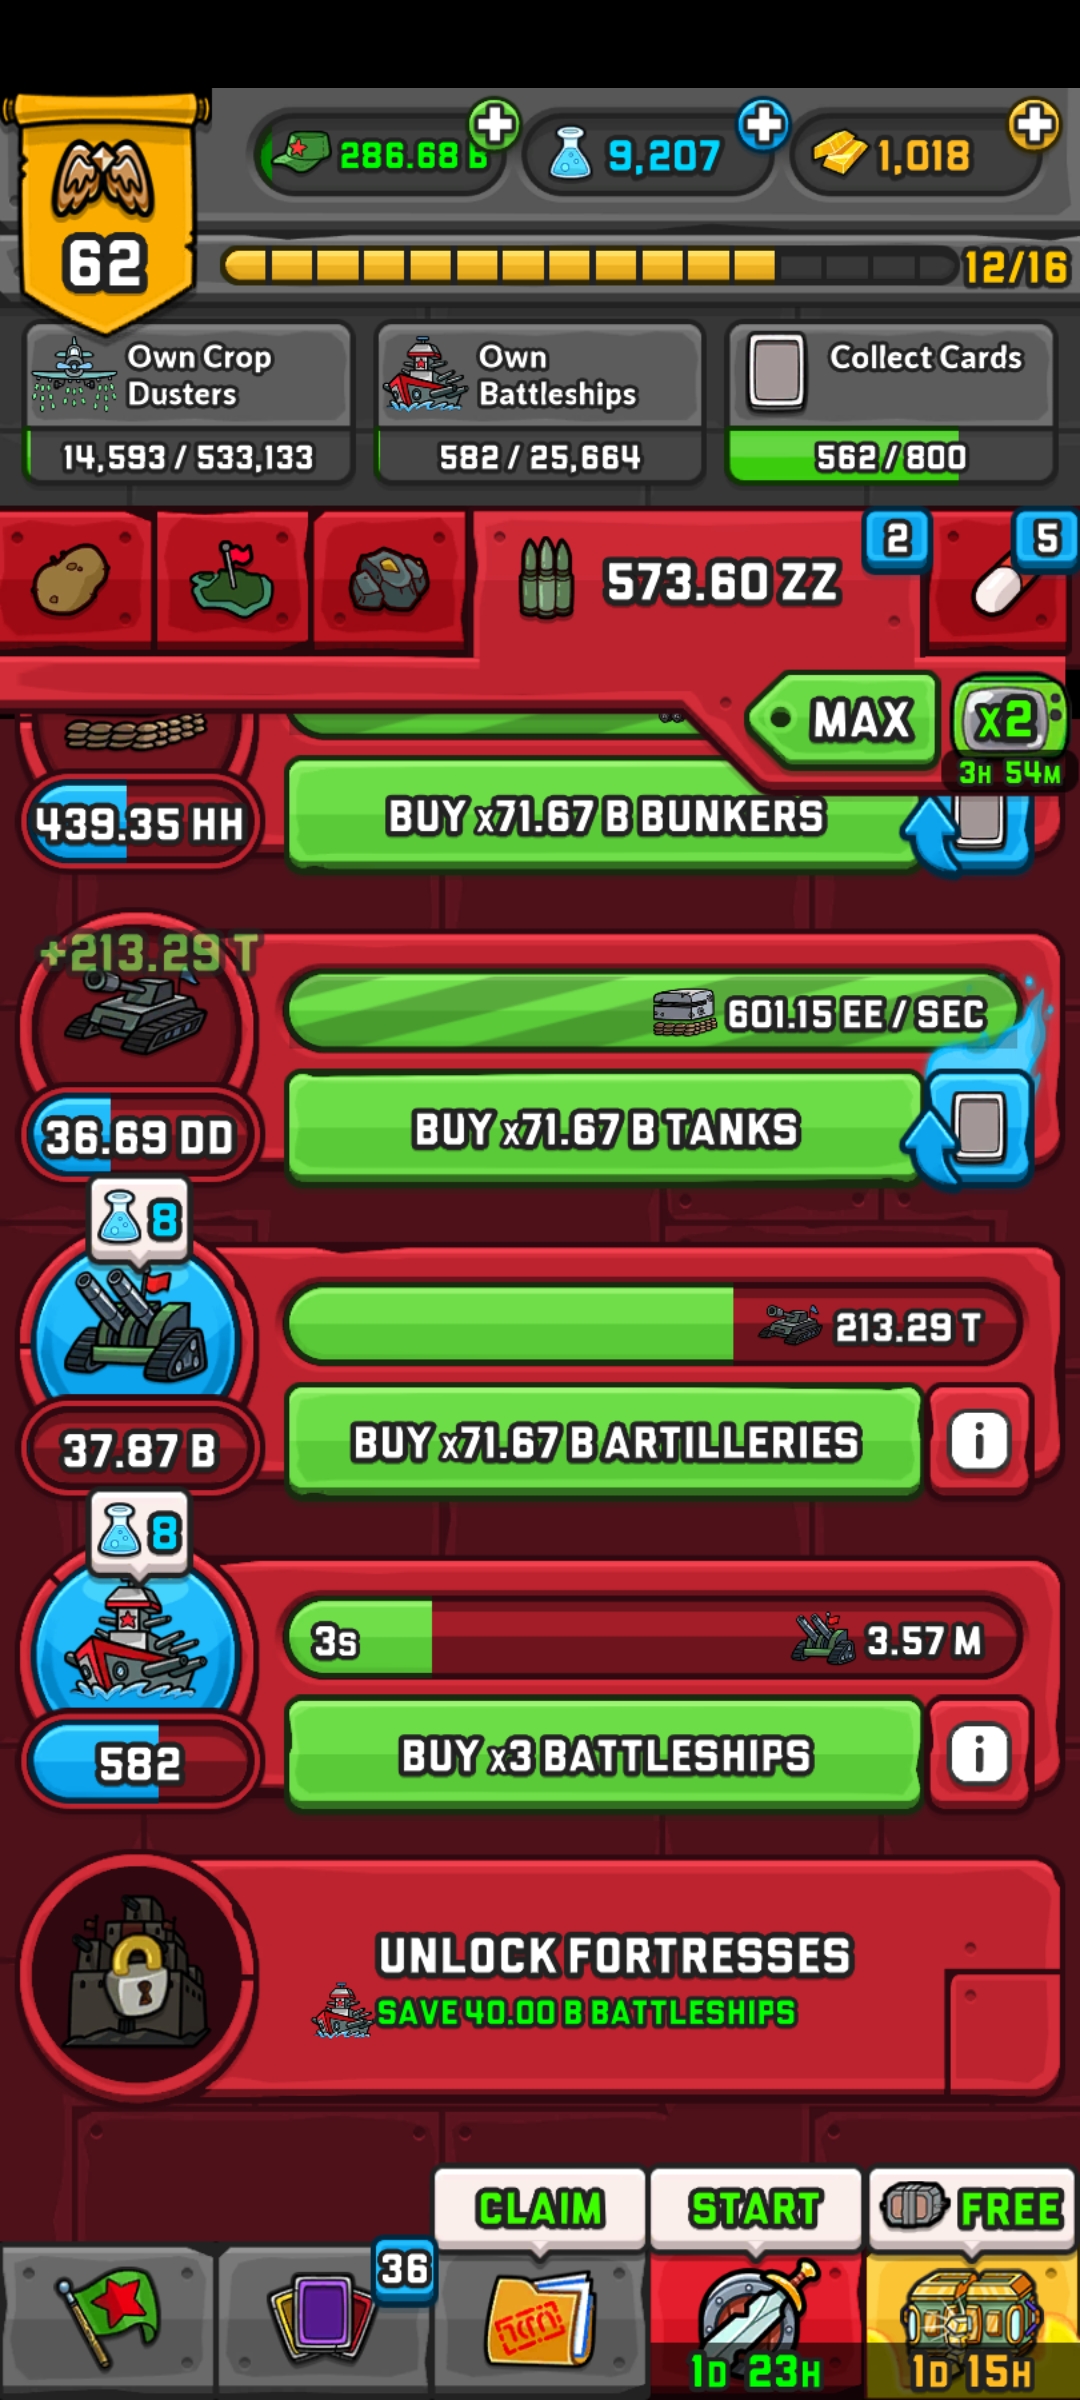 286.68 B
9,207
1,018
62
12/16
Own Crop
Dusters
14,593 / 533,133
Own
Battleships
582 / 25,664
Collect Cards
562 / 800
573.60 ZZ
2
5
MAX
x2
3H 54M
439.35 HH
BUY x71.67 B BUNKERS
+213.29 T
601.15 EE / SEC
36.69 DD
BUY x71.67 B TANKS
8
213.29 T
37.87 B
BUY x71.67 B ARTILLERIES
i
8
3s
3.57 M
582
BUY x3 BATTLESHIPS
i
UNLOCK FORTRESSES
SAVE 40.00 B BATTLESHIPS
CLAIM
START
FREE
36
1D 23H
1D 15H